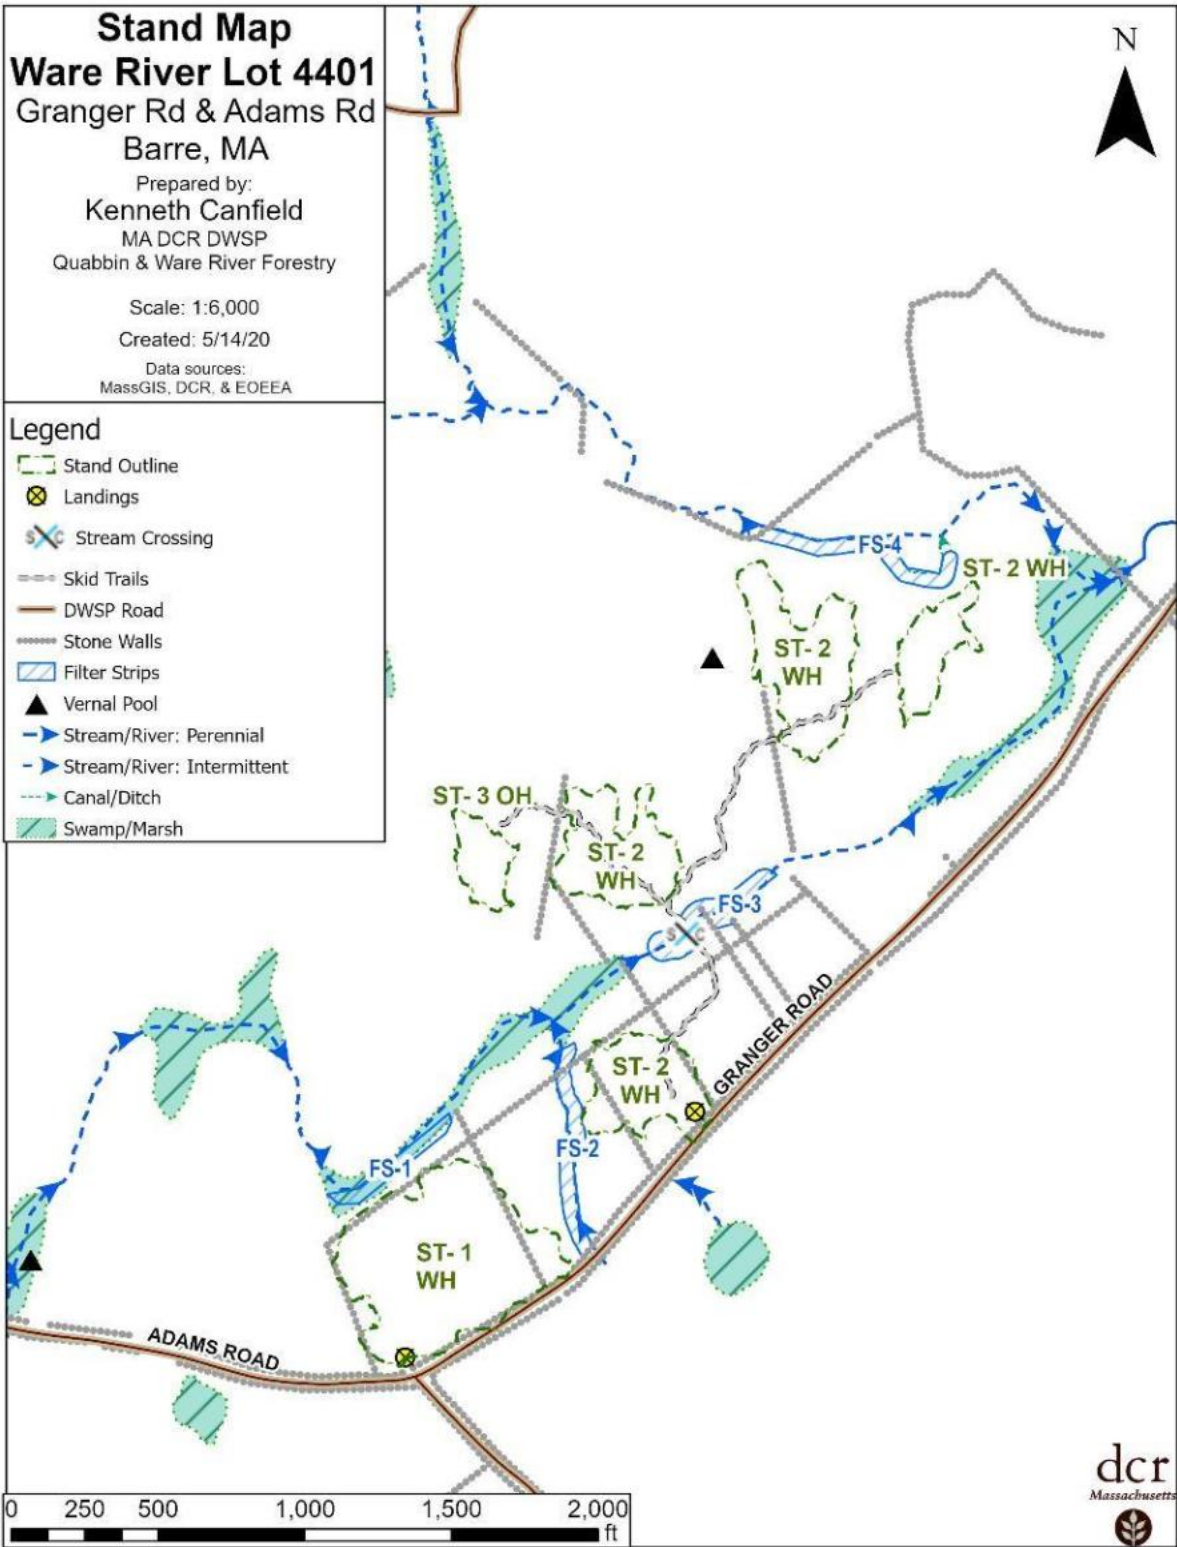 Stand Map
Ware River Lot 4401
Granger Rd & Adams Rd
Barre, MA
Prepared by:
Kenneth Canfield
MA DCR DWSP
Quabbin & Ware River Forestry
Scale: 1:6,000
Created: 5/14/20
Data sources:
MassGIS, DCR, & EOEEA
Legend
Stand Outline
Landings
S C Stream Crossing
Skid Trails
DWSP Road
Stone Walls
Filter Strips
Vernal Pool
Stream/River: Perennial
Stream/River: Intermittent
Canal/Ditch
Swamp/Marsh
N
FS-4
ST- 2 WH
ST- 2
WH
ST- 3 OH
ST- 2
WH
FS-3
S C
GRANGER ROAD
ST- 2
WH
FS-2
FS-1
ST- 1
WH
ADAMS ROAD
0 250 500 1,000 1,500 2,000
ft
dcr
Massachusetts